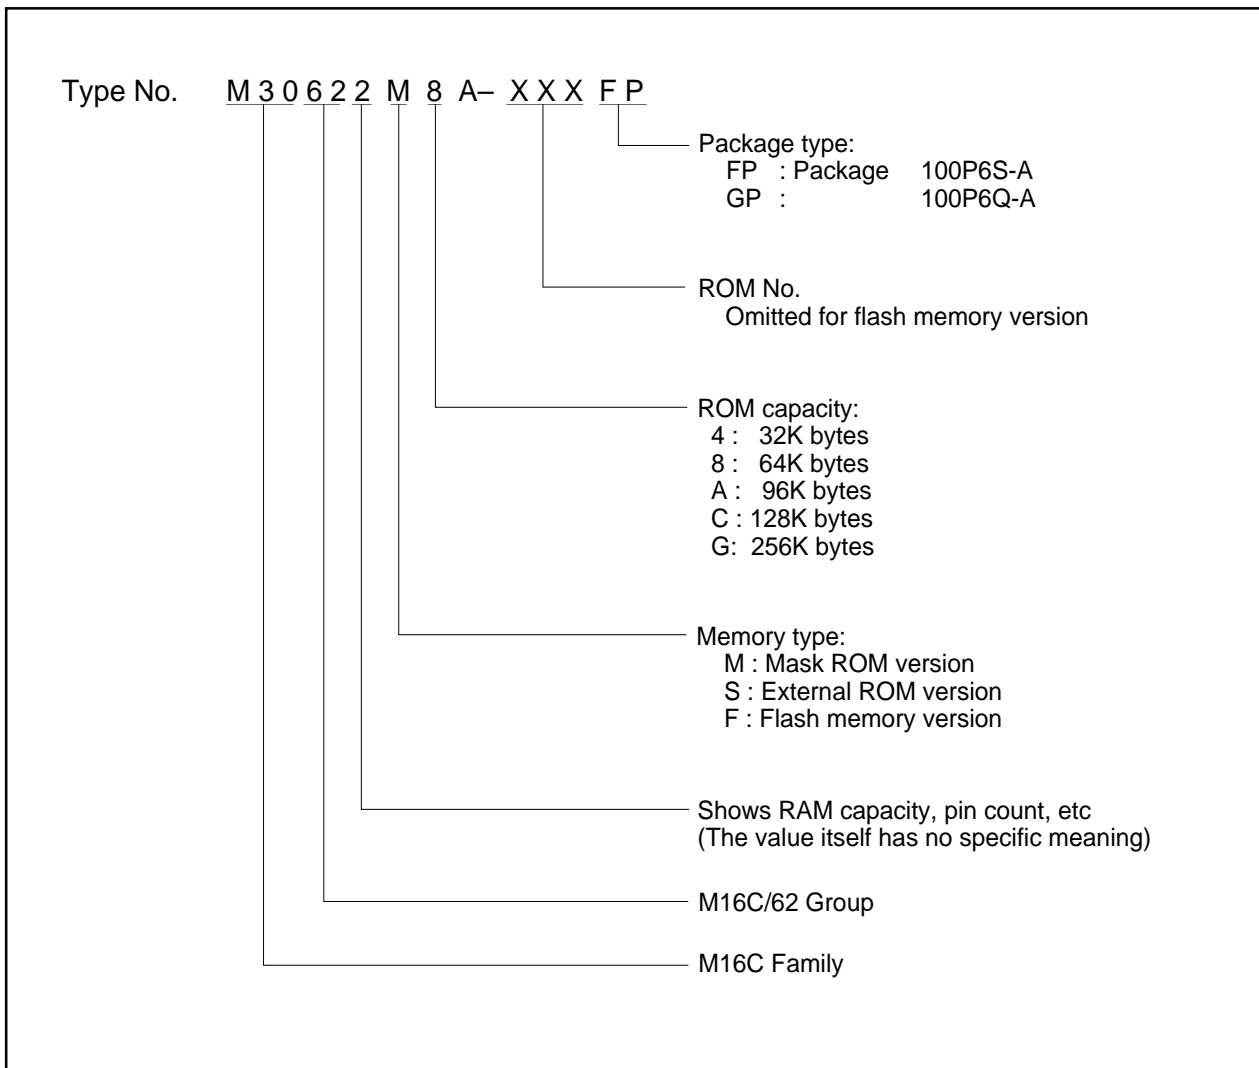 Type No. M 3 0 6 2 2 M 8 A– X X X F P
Package type:
FP : Package 100P6S-A
GP : 100P6Q-A
ROM No.
Omitted for flash memory version
ROM capacity:
4 : 32K bytes
8 : 64K bytes
A : 96K bytes
C : 128K bytes
G: 256K bytes
Memory type:
M : Mask ROM version
S : External ROM version
F : Flash memory version
Shows RAM capacity, pin count, etc
(The value itself has no specific meaning)
M16C/62 Group
M16C Family